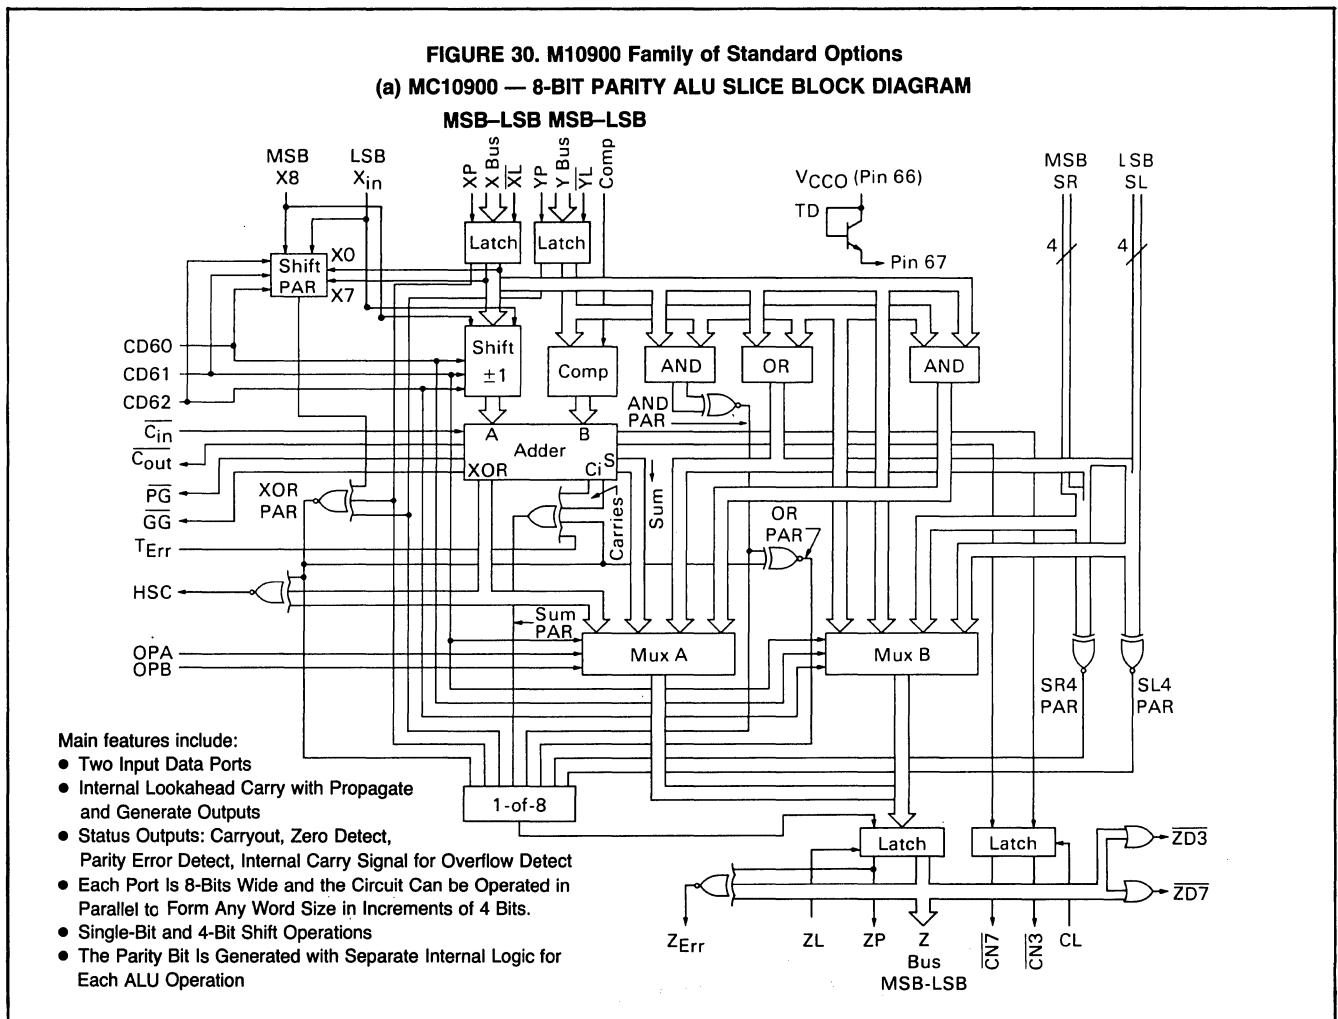 FIGURE 30. M10900 Family of Standard Options
(a) MC10900 — 8-BIT PARITY ALU SLICE BLOCK DIAGRAM
MSB–LSB MSB–LSB
MSB
X8
LSB
Xin
XP
X Bus
XL
YP
Y Bus
YL
Comp
VCCO (Pin 66)
TD
Pin 67
MSB
SR
LSB
SL
4
4
Latch
Latch
Shift
PAR
X0
X7
CD60
CD61
CD62
Shift
±1
Comp
AND
OR
AND
AND
PAR
Cin
Cout
PG
GG
TErr
HSC
OPA
OPB
A
B
Adder
XOR
Ci
S
XOR
PAR
Carries
Sum
OR
PAR
Sum
PAR
Mux A
Mux B
SR4
PAR
SL4
PAR
Main features include:
● Two Input Data Ports
● Internal Lookahead Carry with Propagate
and Generate Outputs
● Status Outputs: Carryout, Zero Detect,
Parity Error Detect, Internal Carry Signal for Overflow Detect
● Each Port Is 8-Bits Wide and the Circuit Can be Operated in
Parallel to Form Any Word Size in Increments of 4 Bits.
● Single-Bit and 4-Bit Shift Operations
● The Parity Bit Is Generated with Separate Internal Logic for
Each ALU Operation
1-of-8
Latch
Latch
ZD3
ZD7
ZErr
ZL
ZP
Z
Bus
MSB-LSB
CN7
CN3
CL